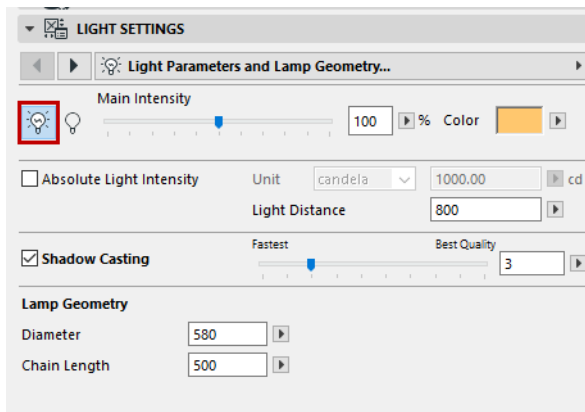 LIGHT SETTINGS
Light Parameters and Lamp Geometry...
Main Intensity
100 % Color
Absolute Light Intensity Unit candela 1000.00 cd
Light Distance 800
Fastest Best Quality
Shadow Casting 3
Lamp Geometry
Diameter 580
Chain Length 500